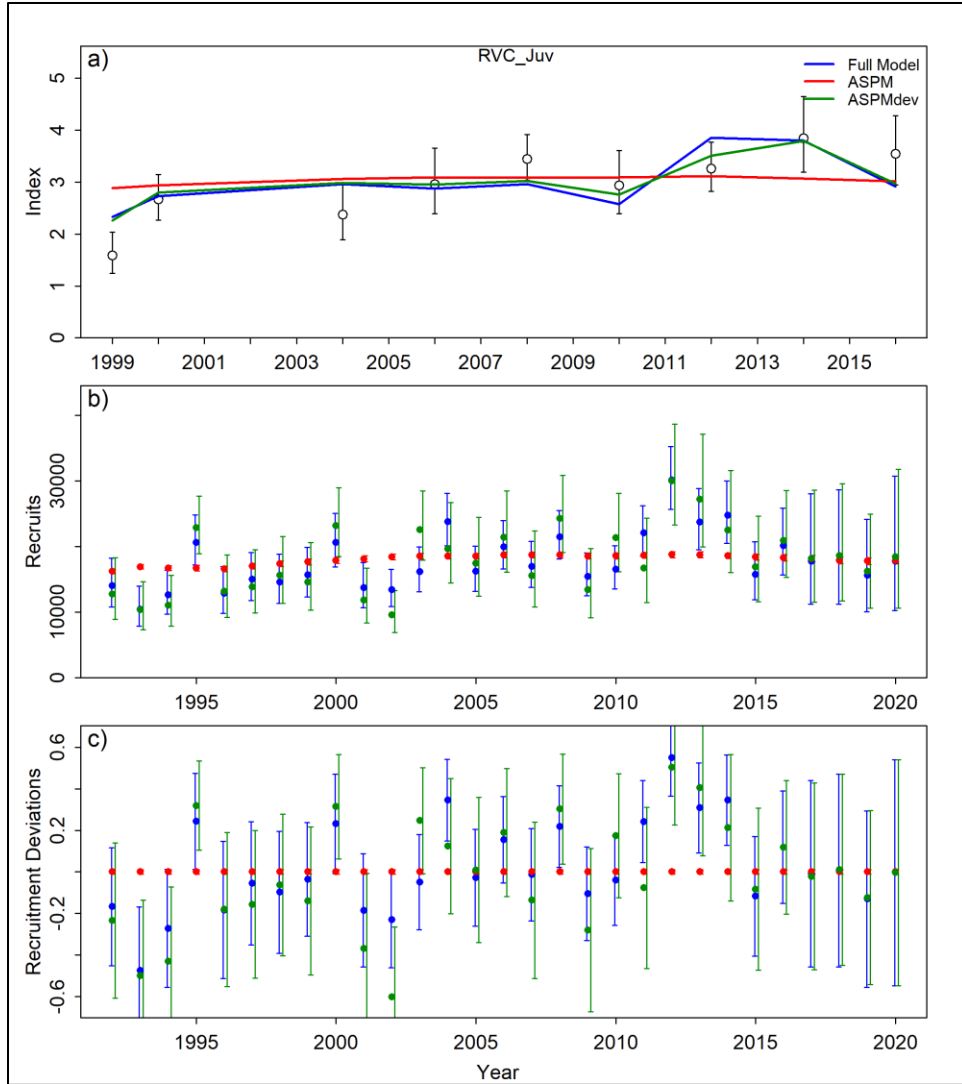 a)
RVC_Juv
Full Model
ASPM
ASPMdev
5
4
3
2
1
0
Index
1999 2001 2003 2005 2007 2009 2011 2013 2015
b)
30000
10000
0
Recruits
1995 2000 2005 2010 2015 2020
c)
0.6
0.2
-0.2
-0.6
Recruitment Deviations
1995 2000 2005 2010 2015 2020
Year